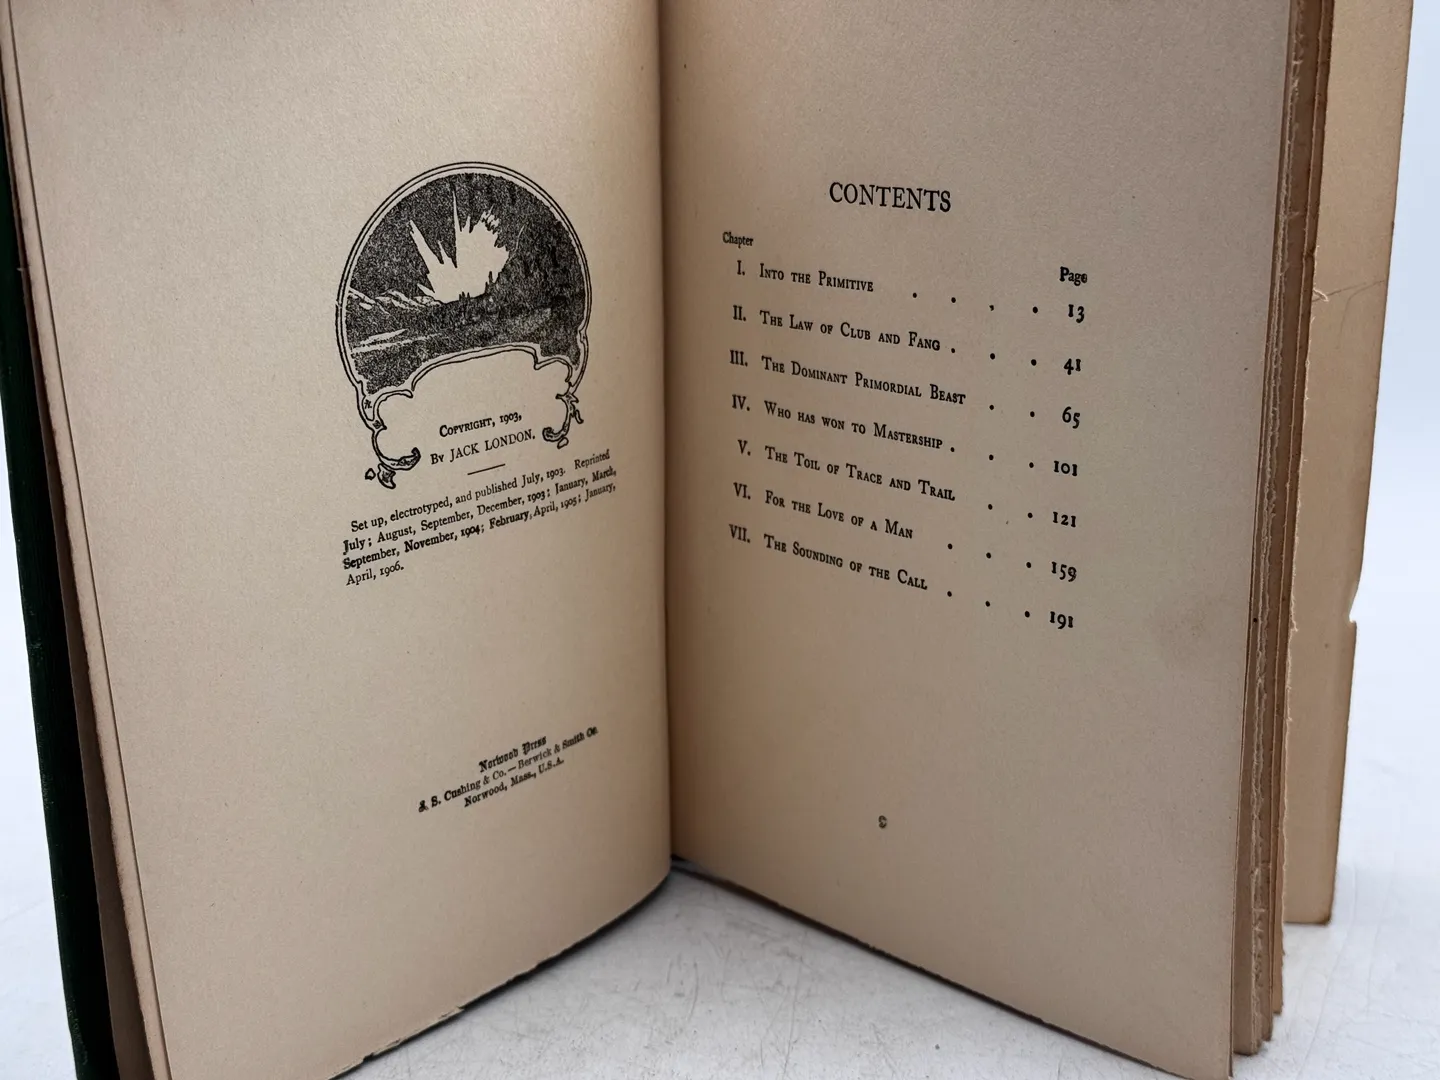 COPYRIGHT, 1903,
BY JACK LONDON.
Set up, electrotyped, and published July, 1903. Reprinted
July; August, September, December, 1903; January, March,
September, November, 1904; February, April, 1905; January,
April, 1906.
Norwood Press
J. S. Cushing & Co.—Berwick & Smith Co.
Norwood, Mass., U.S.A.
CONTENTS
Chapter Page
I. INTO THE PRIMITIVE . . . . 13
II. THE LAW OF CLUB AND FANG . . . 41
III. THE DOMINANT PRIMORDIAL BEAST . . 65
IV. WHO HAS WON TO MASTERSHIP . . . 101
V. THE TOIL OF TRACE AND TRAIL . . 121
VI. FOR THE LOVE OF A MAN . . . 159
VII. THE SOUNDING OF THE CALL . . . 191
9